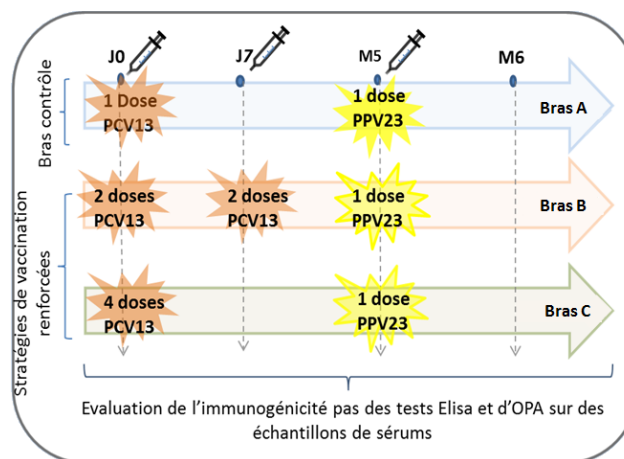 J0 J7 M5 M6
Bras contrôle
1 Dose
PCV13
1 dose
PPV23
Bras A
Stratégies de vaccination
renforcées
2 doses
PCV13
2 doses
PCV13
1 dose
PPV23
Bras B
4 doses
PCV13
1 dose
PPV23
Bras C
Evaluation de l'immunogénicité pas des tests Elisa et d'OPA sur des
échantillons de sérums